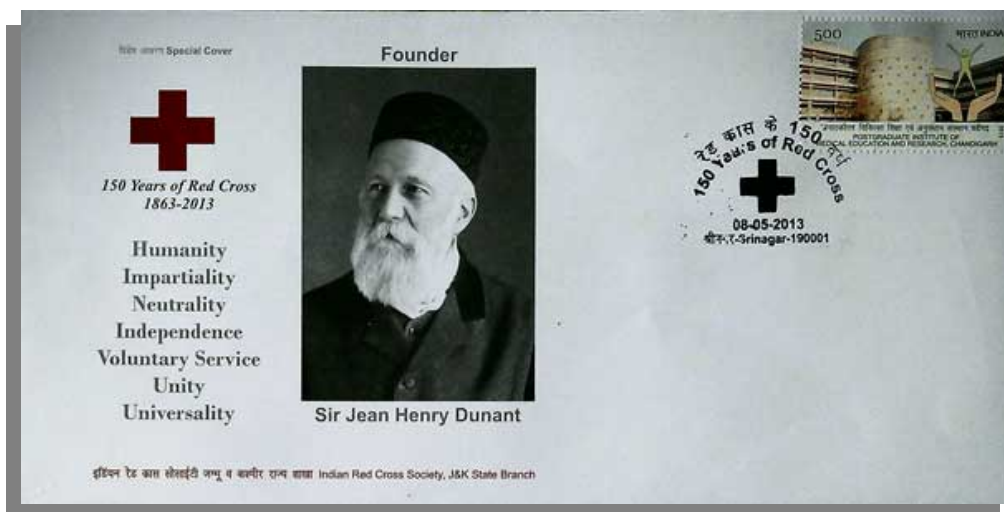 विशेष आवरण Special Cover
150 Years of Red Cross
1863-2013
Humanity
Impartiality
Neutrality
Independence
Voluntary Service
Unity
Universality
Founder
Sir Jean Henry Dunant
इंडियन रेड क्रास सोसाईटी जम्मू व कश्मीर राज्य शाखा Indian Red Cross Society, J&K State Branch
500
भारत INDIA
POSTGRADUATE INSTITUTE OF
MEDICAL EDUCATION AND RESEARCH, CHANDIGARH
रेड क्रास के 150 वर्ष
150 Years of Red Cross
08-05-2013
Srinagar-190001